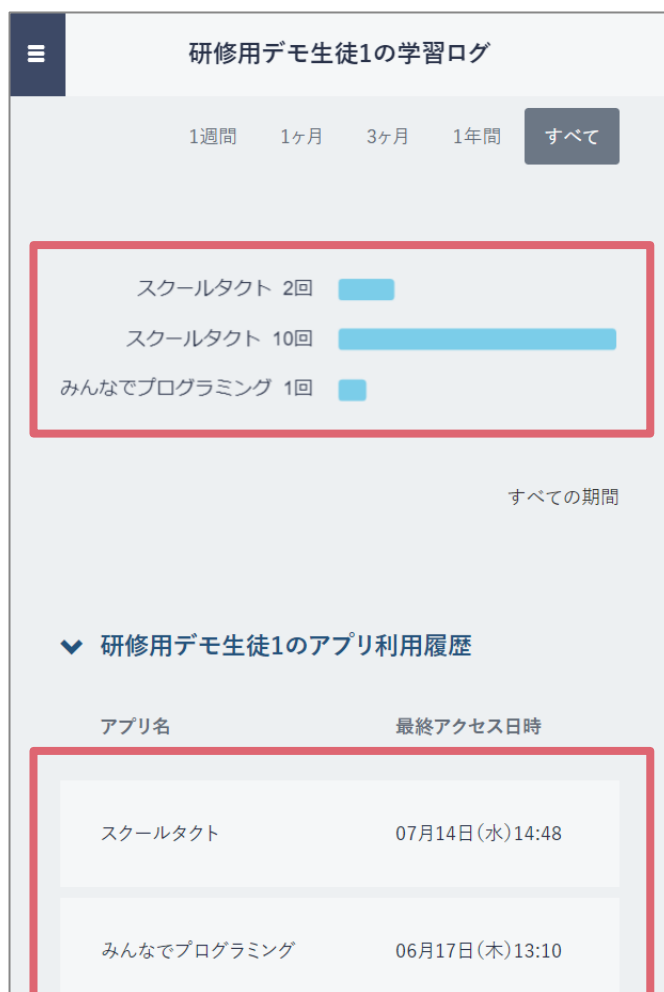 研修用デモ生徒1の学習ログ
1週間 1ヶ月 3ヶ月 1年間 すべて
スクールタクト 2回
スクールタクト 10回
みんなでプログラミング 1回
すべての期間
研修用デモ生徒1のアプリ利用履歴
アプリ名 最終アクセス日時
スクールタクト 07月14日(水)14:48
みんなでプログラミング 06月17日(木)13:10